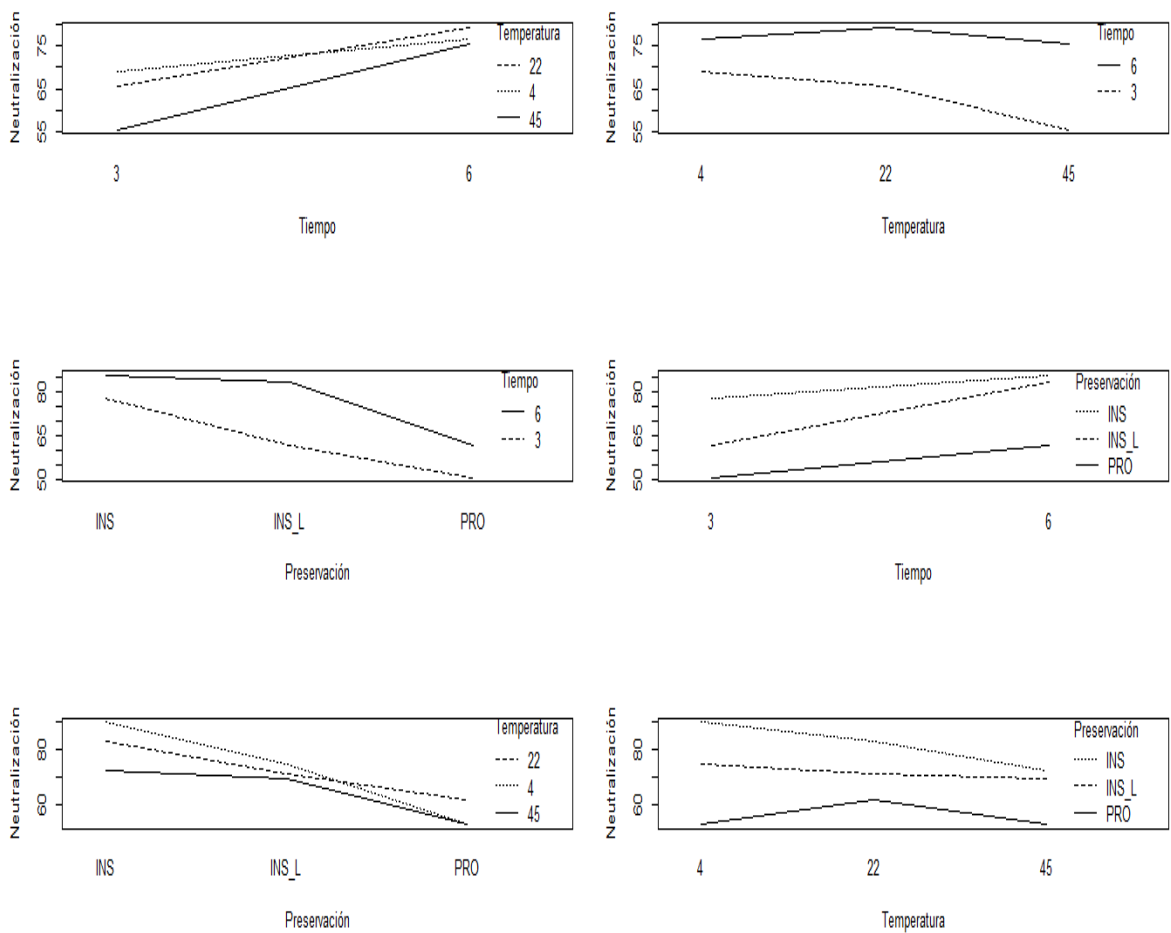 Neutralización
55 65 75
3 6
Tiempo
Temperatura
22
4
45
Neutralización
55 65 75
4 22 45
Temperatura
Tiempo
6
3
Neutralización
50 65 80
INS INS_L PRO
Preservación
Tiempo
6
3
Neutralización
50 65 80
3 6
Tiempo
Preservación
INS
INS_L
PRO
Neutralización
60 80
INS INS_L PRO
Preservación
Temperatura
22
4
45
Neutralización
60 80
4 22 45
Temperatura
Preservación
INS
INS_L
PRO